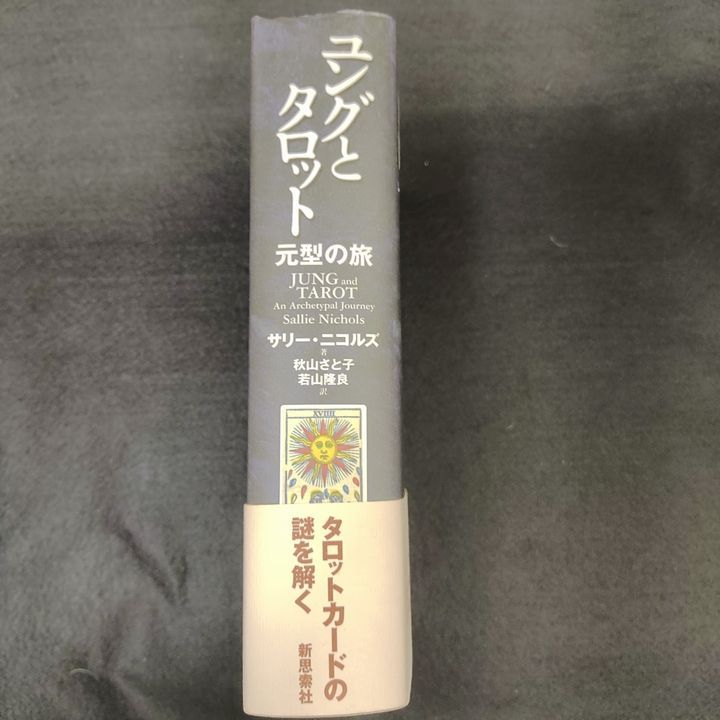 ユングと
タロット
元型の旅
JUNG and
TAROT
An Archetypal Journey
Sallie Nichols
サリー・ニコルズ
著
秋山さと子
若山隆良
訳
XVIIII
タロットカードの
謎を解く
新思索社